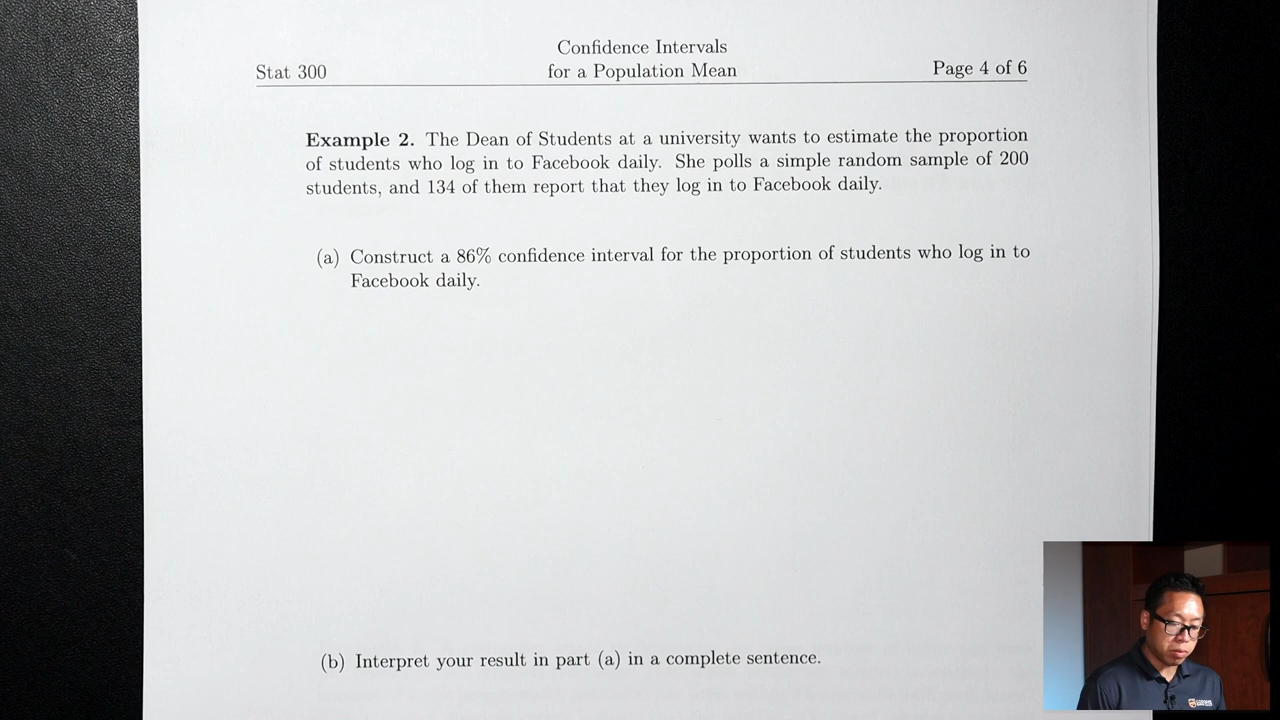 Confidence Intervals
Stat 300 for a Population Mean Page 4 of 6
Example 2. The Dean of Students at a university wants to estimate the proportion
of students who log in to Facebook daily. She polls a simple random sample of 200
students, and 134 of them report that they log in to Facebook daily.
(a) Construct a 86% confidence interval for the proportion of students who log in to
Facebook daily.
(b) Interpret your result in part (a) in a complete sentence.